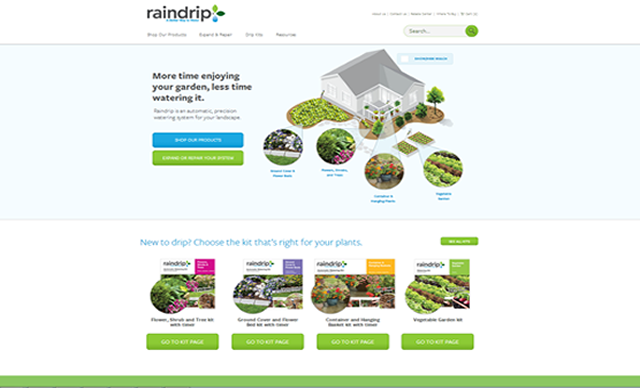 raindrip
A Better Way to Water
About Us | Contact Us | Retailer Center | Where To Buy | Cart (0)
Shop Our Products Expand & Repair Drip Kits Resources
Search...
More time enjoying
your garden, less time
watering it.
Raindrip is an automatic, precision
watering system for your landscape.
SHOP OUR PRODUCTS
EXPAND OR REPAIR YOUR SYSTEM
Ground Cover &
Flower Beds
Flowers, Shrubs,
and Trees
Container &
Hanging Plants
Vegetable
Garden
New to drip? Choose the kit that's right for your plants.
SEE ALL KITS
raindrip raindrip raindrip raindrip
Flower, Shrub and Tree kit
with timer
Ground Cover and Flower
Bed kit with timer
Container and Hanging
Basket kit with timer
Vegetable Garden kit
GO TO KIT PAGE GO TO KIT PAGE GO TO KIT PAGE GO TO KIT PAGE